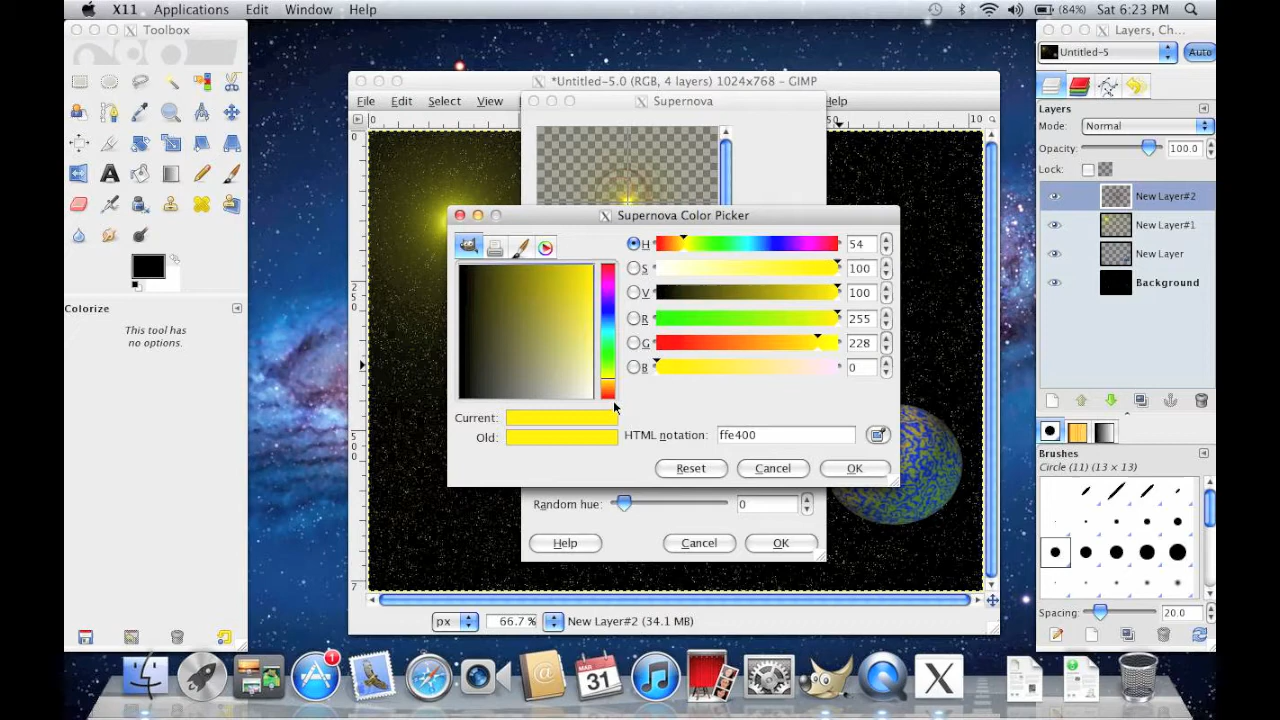 X11 Applications Edit Window Help (84%) Sat 6:23 PM
Toolbox
Layers, Ch...
Untitled-5 Auto
*Untitled-5.0 (RGB, 4 layers) 1024x768 – GIMP
File Edit Select View Help
Supernova
Layers
Mode: Normal
Opacity: 100.0
Lock:
New Layer#2
New Layer#1
New Layer
Background
Supernova Color Picker
H 54
S 100
V 100
R 255
G 228
B 0
Current:
Old:
HTML notation: ffe400
Reset Cancel OK
Random hue: 0
Help Cancel OK
Colorize
This tool has
no options.
Brushes
Circle (11) (13 × 13)
Spacing: 20.0
px 66.7 % New Layer#2 (34.1 MB)
1
MAR
31
X